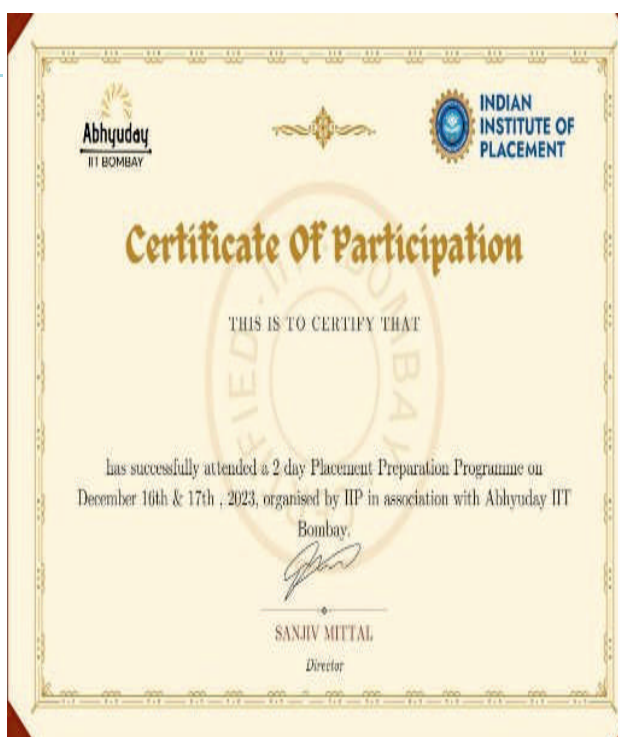 Abhyuday
IIT BOMBAY
INDIAN
INSTITUTE OF
PLACEMENT
Certificate Of Participation
THIS IS TO CERTIFY THAT
has successfully attended a 2 day Placement Preparation Programme on
December 16th & 17th , 2023, organised by IIP in association with Abhyuday IIT
Bombay.
SANJIV MITTAL
Director